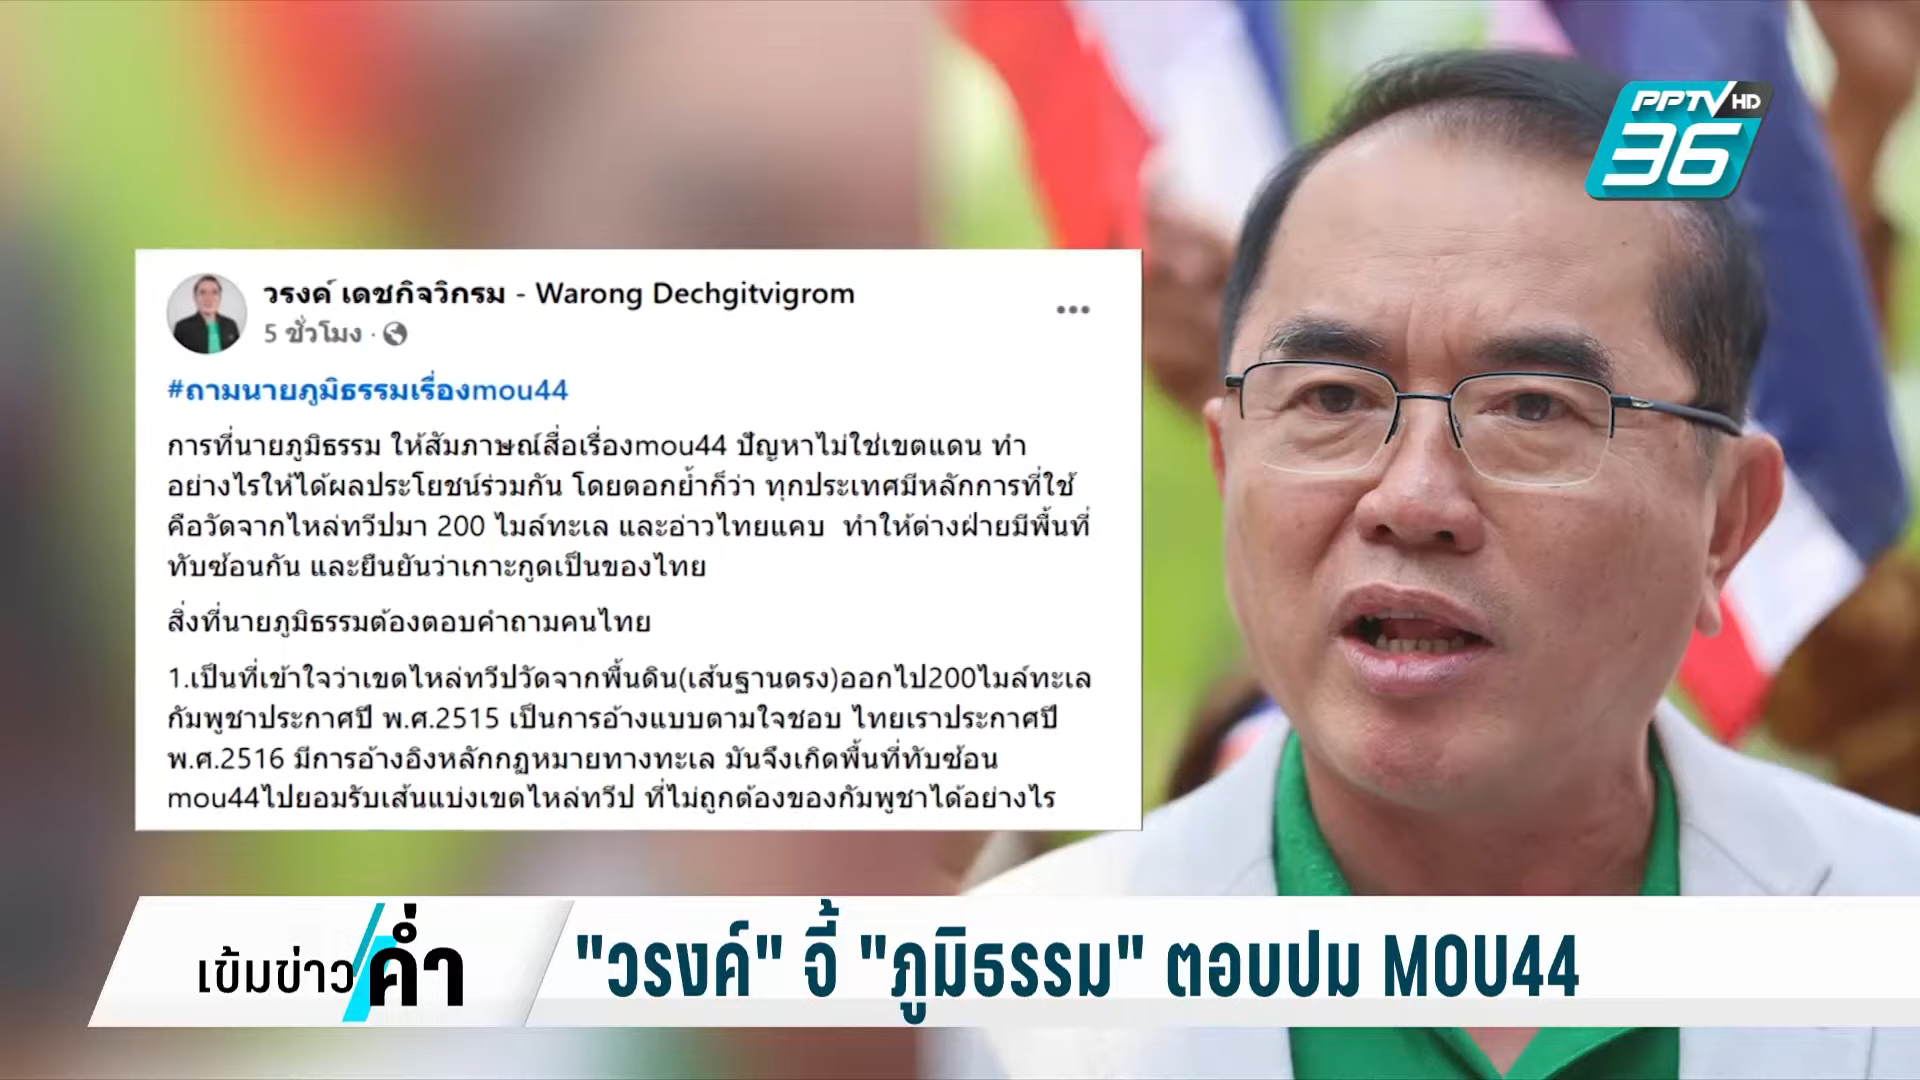 PPTV HD
36
วรงค์ เดชกิจวิกรม - Warong Dechgitvigrom
5 ชั่วโมง ·
#ถามนายภูมิธรรมเรื่องmou44
การที่นายภูมิธรรม ให้สัมภาษณ์สื่อเรื่องmou44 ปัญหาไม่ใช่เขตแดน ทำ
อย่างไรให้ได้ผลประโยชน์ร่วมกัน โดยตอกย้ำก็ว่า ทุกประเทศมีหลักการที่ใช้
คือวัดจากไหล่ทวีปมา 200 ไมล์ทะเล และอ่าวไทยแคบ ทำให้ต่างฝ่ายมีพื้นที่
ทับซ้อนกัน และยืนยันว่าเกาะกูดเป็นของไทย
สิ่งที่นายภูมิธรรมต้องตอบคำถามคนไทย
1.เป็นที่เข้าใจว่าเขตไหล่ทวีปวัดจากพื้นดิน(เส้นฐานตรง)ออกไป200ไมล์ทะเล
กัมพูชาประกาศปี พ.ศ.2515 เป็นการอ้างแบบตามใจชอบ ไทยเราประกาศปี
พ.ศ.2516 มีการอ้างอิงหลักกฎหมายทางทะเล มันจึงเกิดพื้นที่ทับซ้อน
mou44ไปยอมรับเส้นแบ่งเขตไหล่ทวีป ที่ไม่ถูกต้องของกัมพูชาได้อย่างไร
เข้มข่าวค่ำ
"วรงค์" จี้ "ภูมิธรรม" ตอบปม MOU44